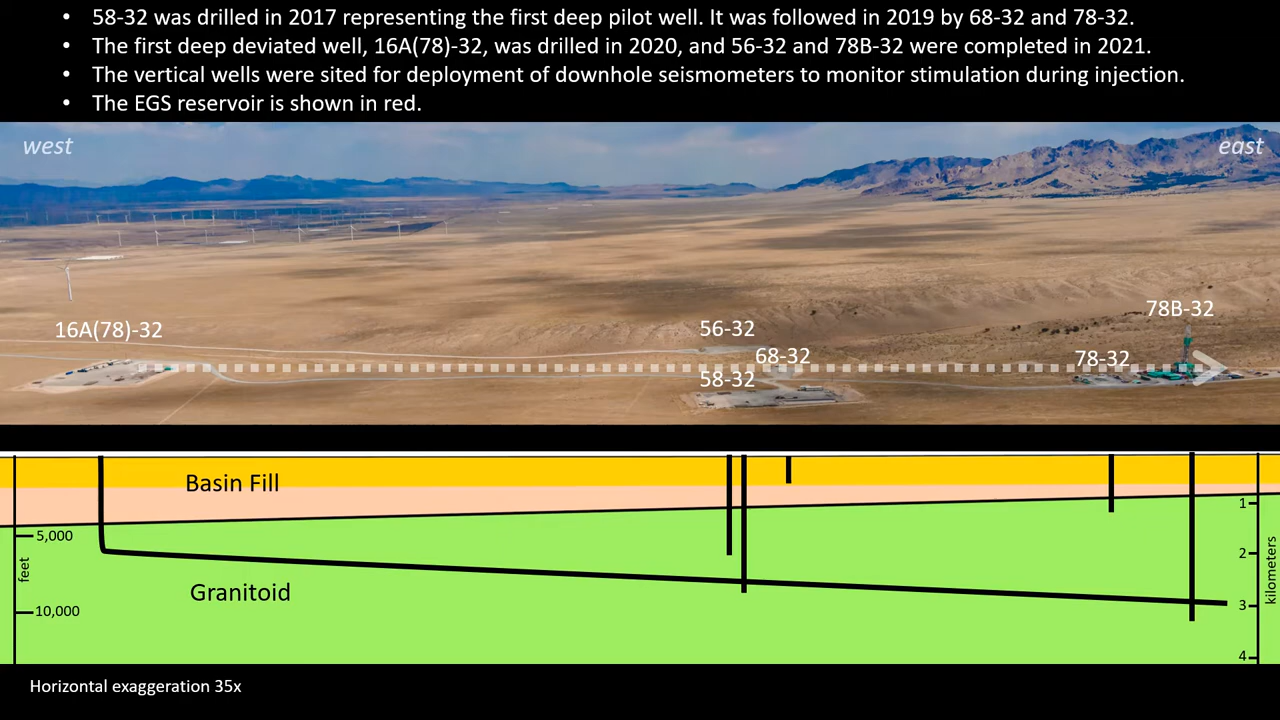 • 58-32 was drilled in 2017 representing the first deep pilot well. It was followed in 2019 by 68-32 and 78-32.
• The first deep deviated well, 16A(78)-32, was drilled in 2020, and 56-32 and 78B-32 were completed in 2021.
• The vertical wells were sited for deployment of downhole seismometers to monitor stimulation during injection.
• The EGS reservoir is shown in red.
west
east
78B-32
16A(78)-32
56-32
68-32
78-32
58-32
Basin Fill
1
5,000
feet
2
kilometers
Granitoid
10,000
3
4
Horizontal exaggeration 35x